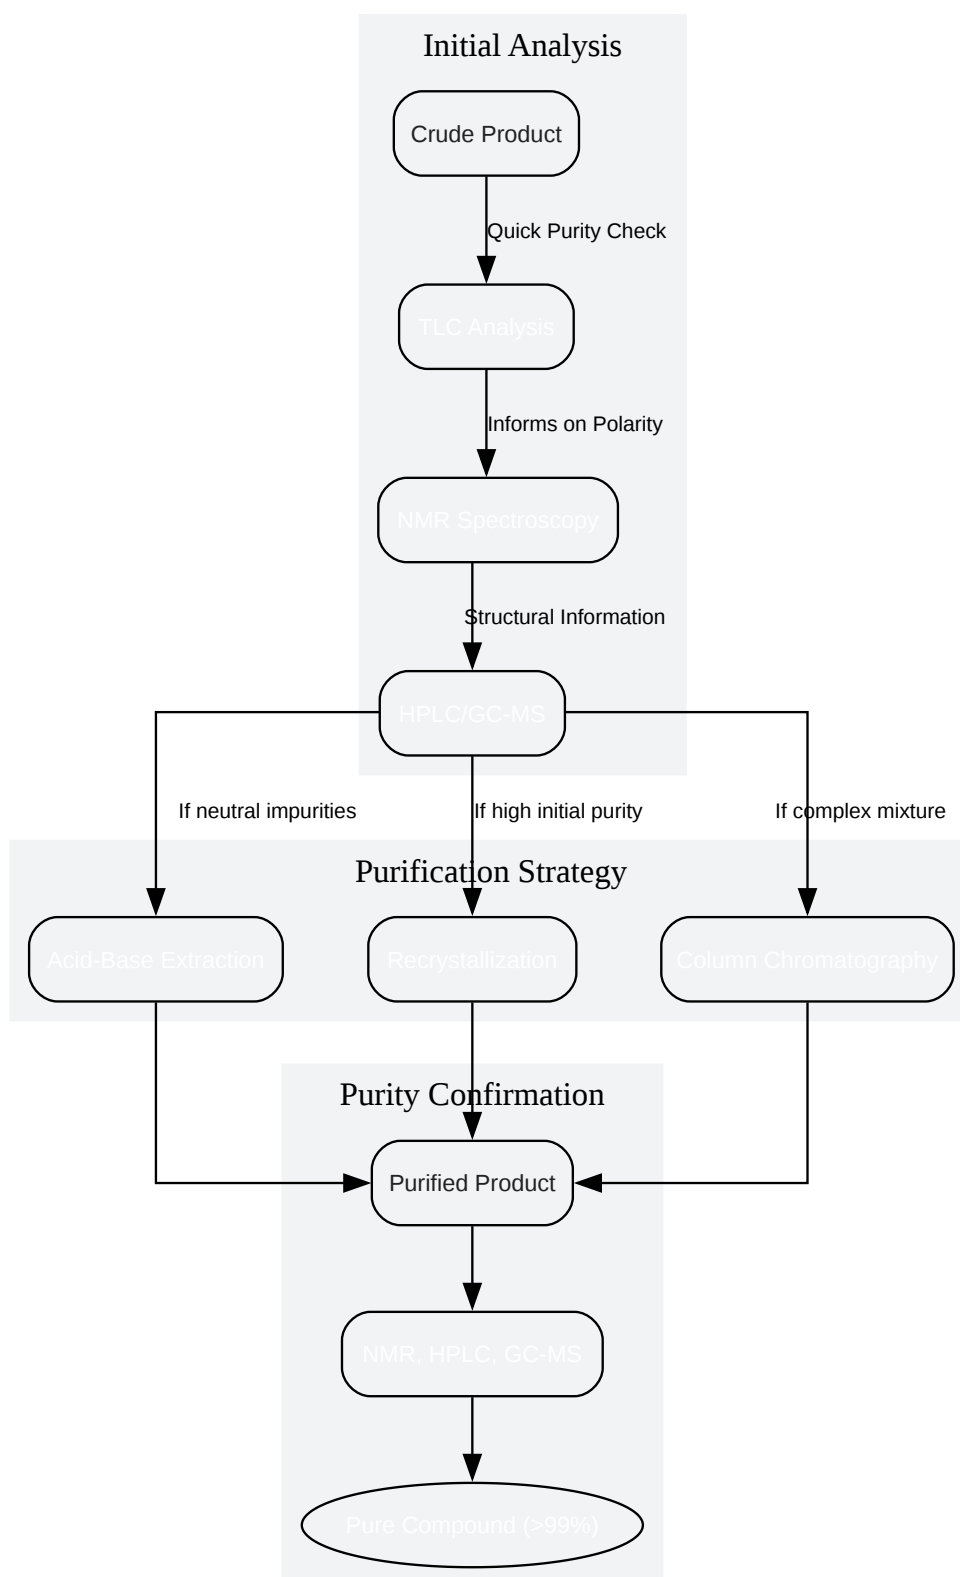 Initial Analysis
Crude Product
Quick Purity Check
TLC Analysis
Informs on Polarity
NMR Spectroscopy
Structural Information
HPLC/GC-MS
If neutral impurities
If high initial purity
If complex mixture
Purification Strategy
Acid-Base Extraction
Recrystallization
Column Chromatography
Purity Confirmation
Purified Product
NMR, HPLC, GC-MS
Pure Compound (>99%)